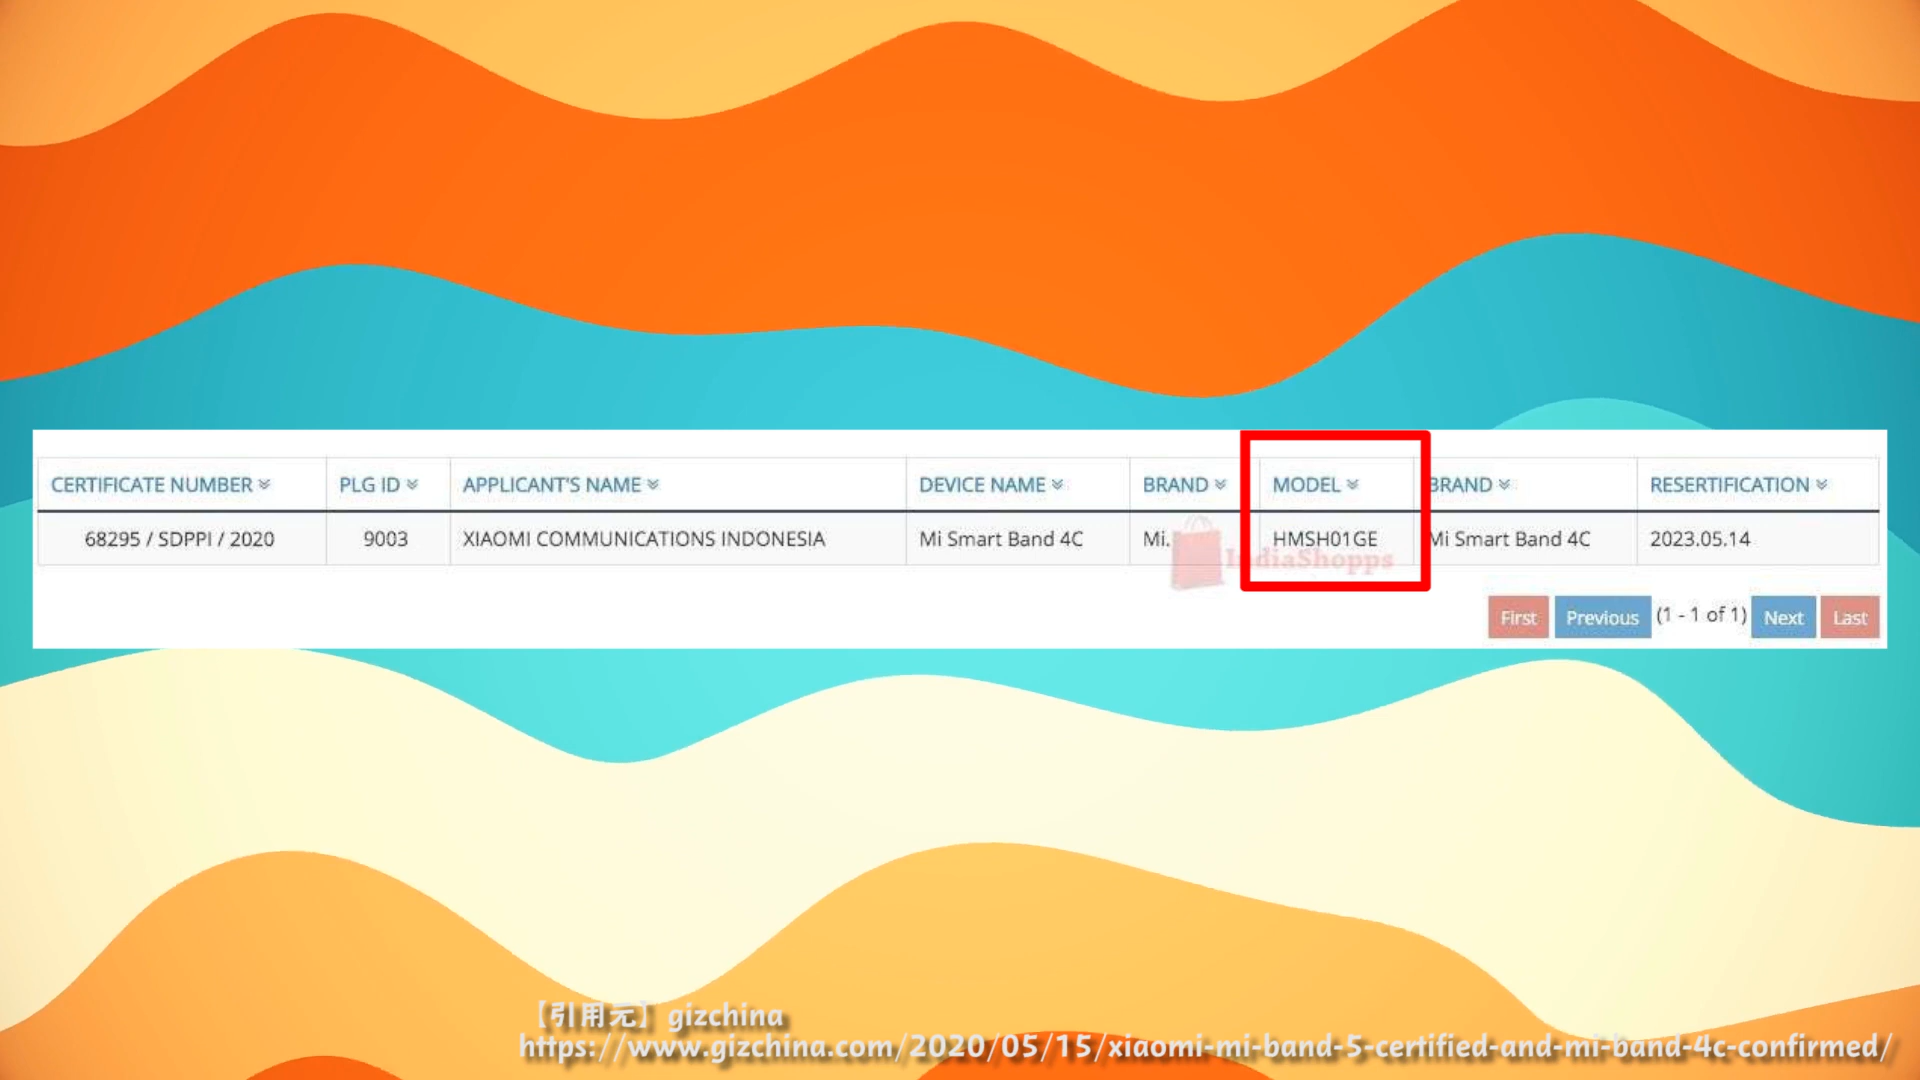 CERTIFICATE NUMBER PLG ID APPLICANT'S NAME DEVICE NAME BRAND MODEL BRAND RESERTIFICATION
68295 / SDPPI / 2020 9003 XIAOMI COMMUNICATIONS INDONESIA Mi Smart Band 4C Mi. HMSH01GE Mi Smart Band 4C 2023.05.14
IndiaShopps
First Previous (1 - 1 of 1) Next Last
【引用元】gizchina
https://www.gizchina.com/2020/05/15/xiaomi-mi-band-5-certified-and-mi-band-4c-confirmed/